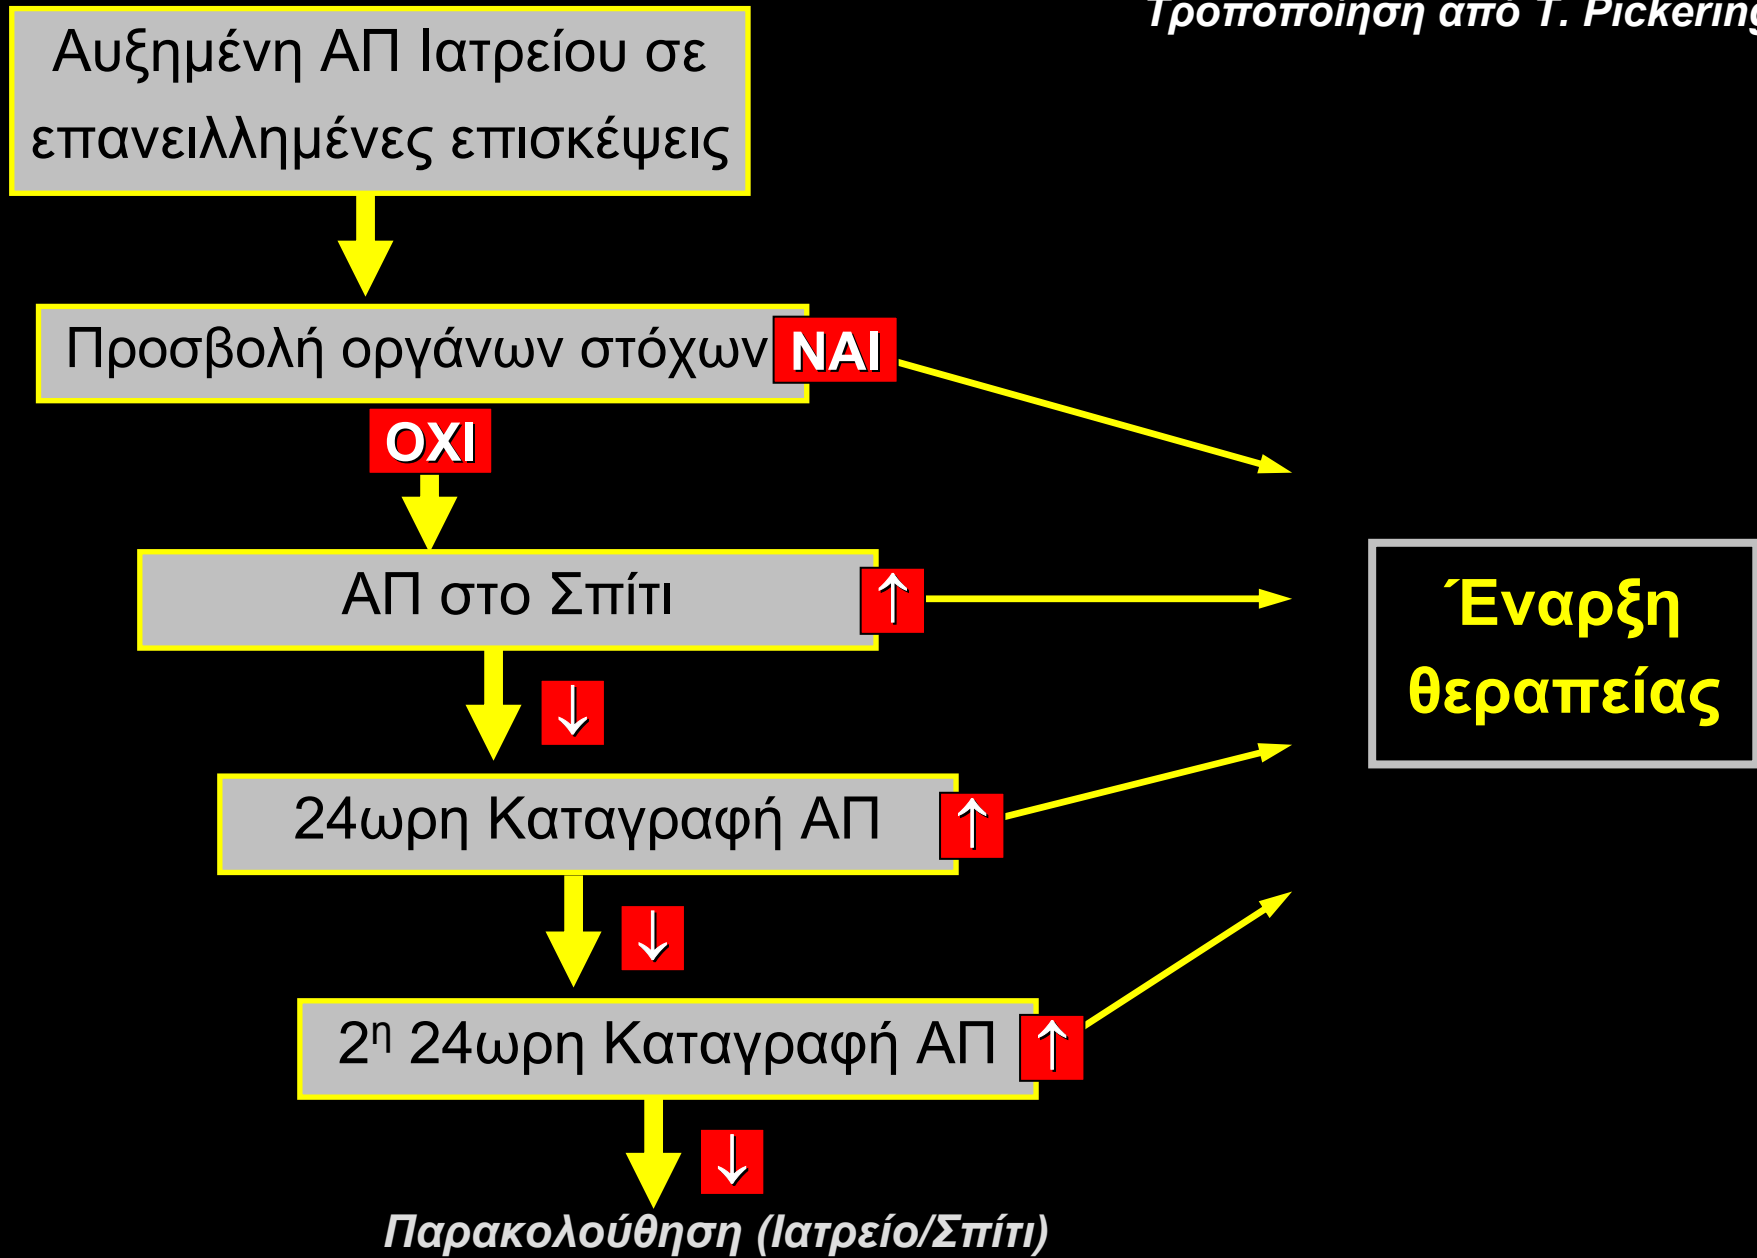 Τροποποίηση από T. Pickering
Αυξημένη ΑΠ Ιατρείου σε
επανειλλημένες επισκέψεις
Προσβολή οργάνων στόχων
ΝΑΙ
ΟΧΙ
ΑΠ στο Σπίτι
↑
Έναρξη
θεραπείας
↓
24ωρη Καταγραφή ΑΠ
↑
↓
2η 24ωρη Καταγραφή ΑΠ
↑
↓
Παρακολούθηση (Ιατρείο/Σπίτι)